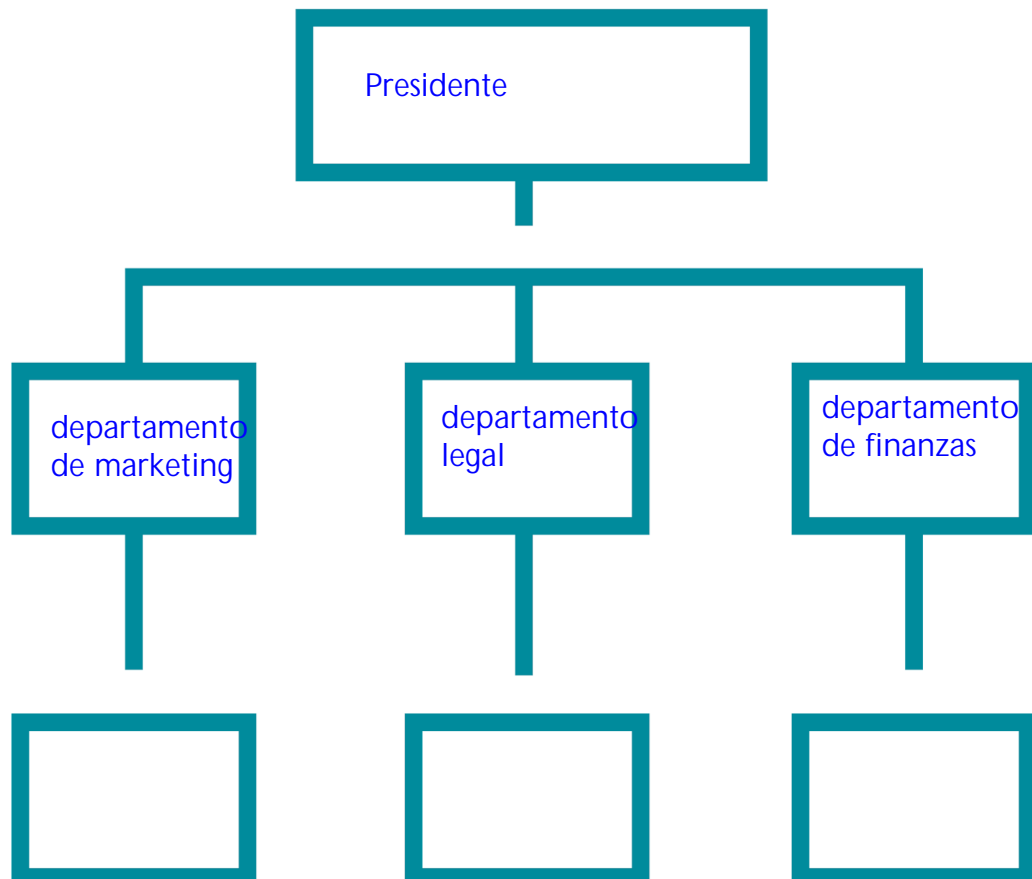 Presidente
departamento
de marketing
departamento
legal
departamento
de finanzas